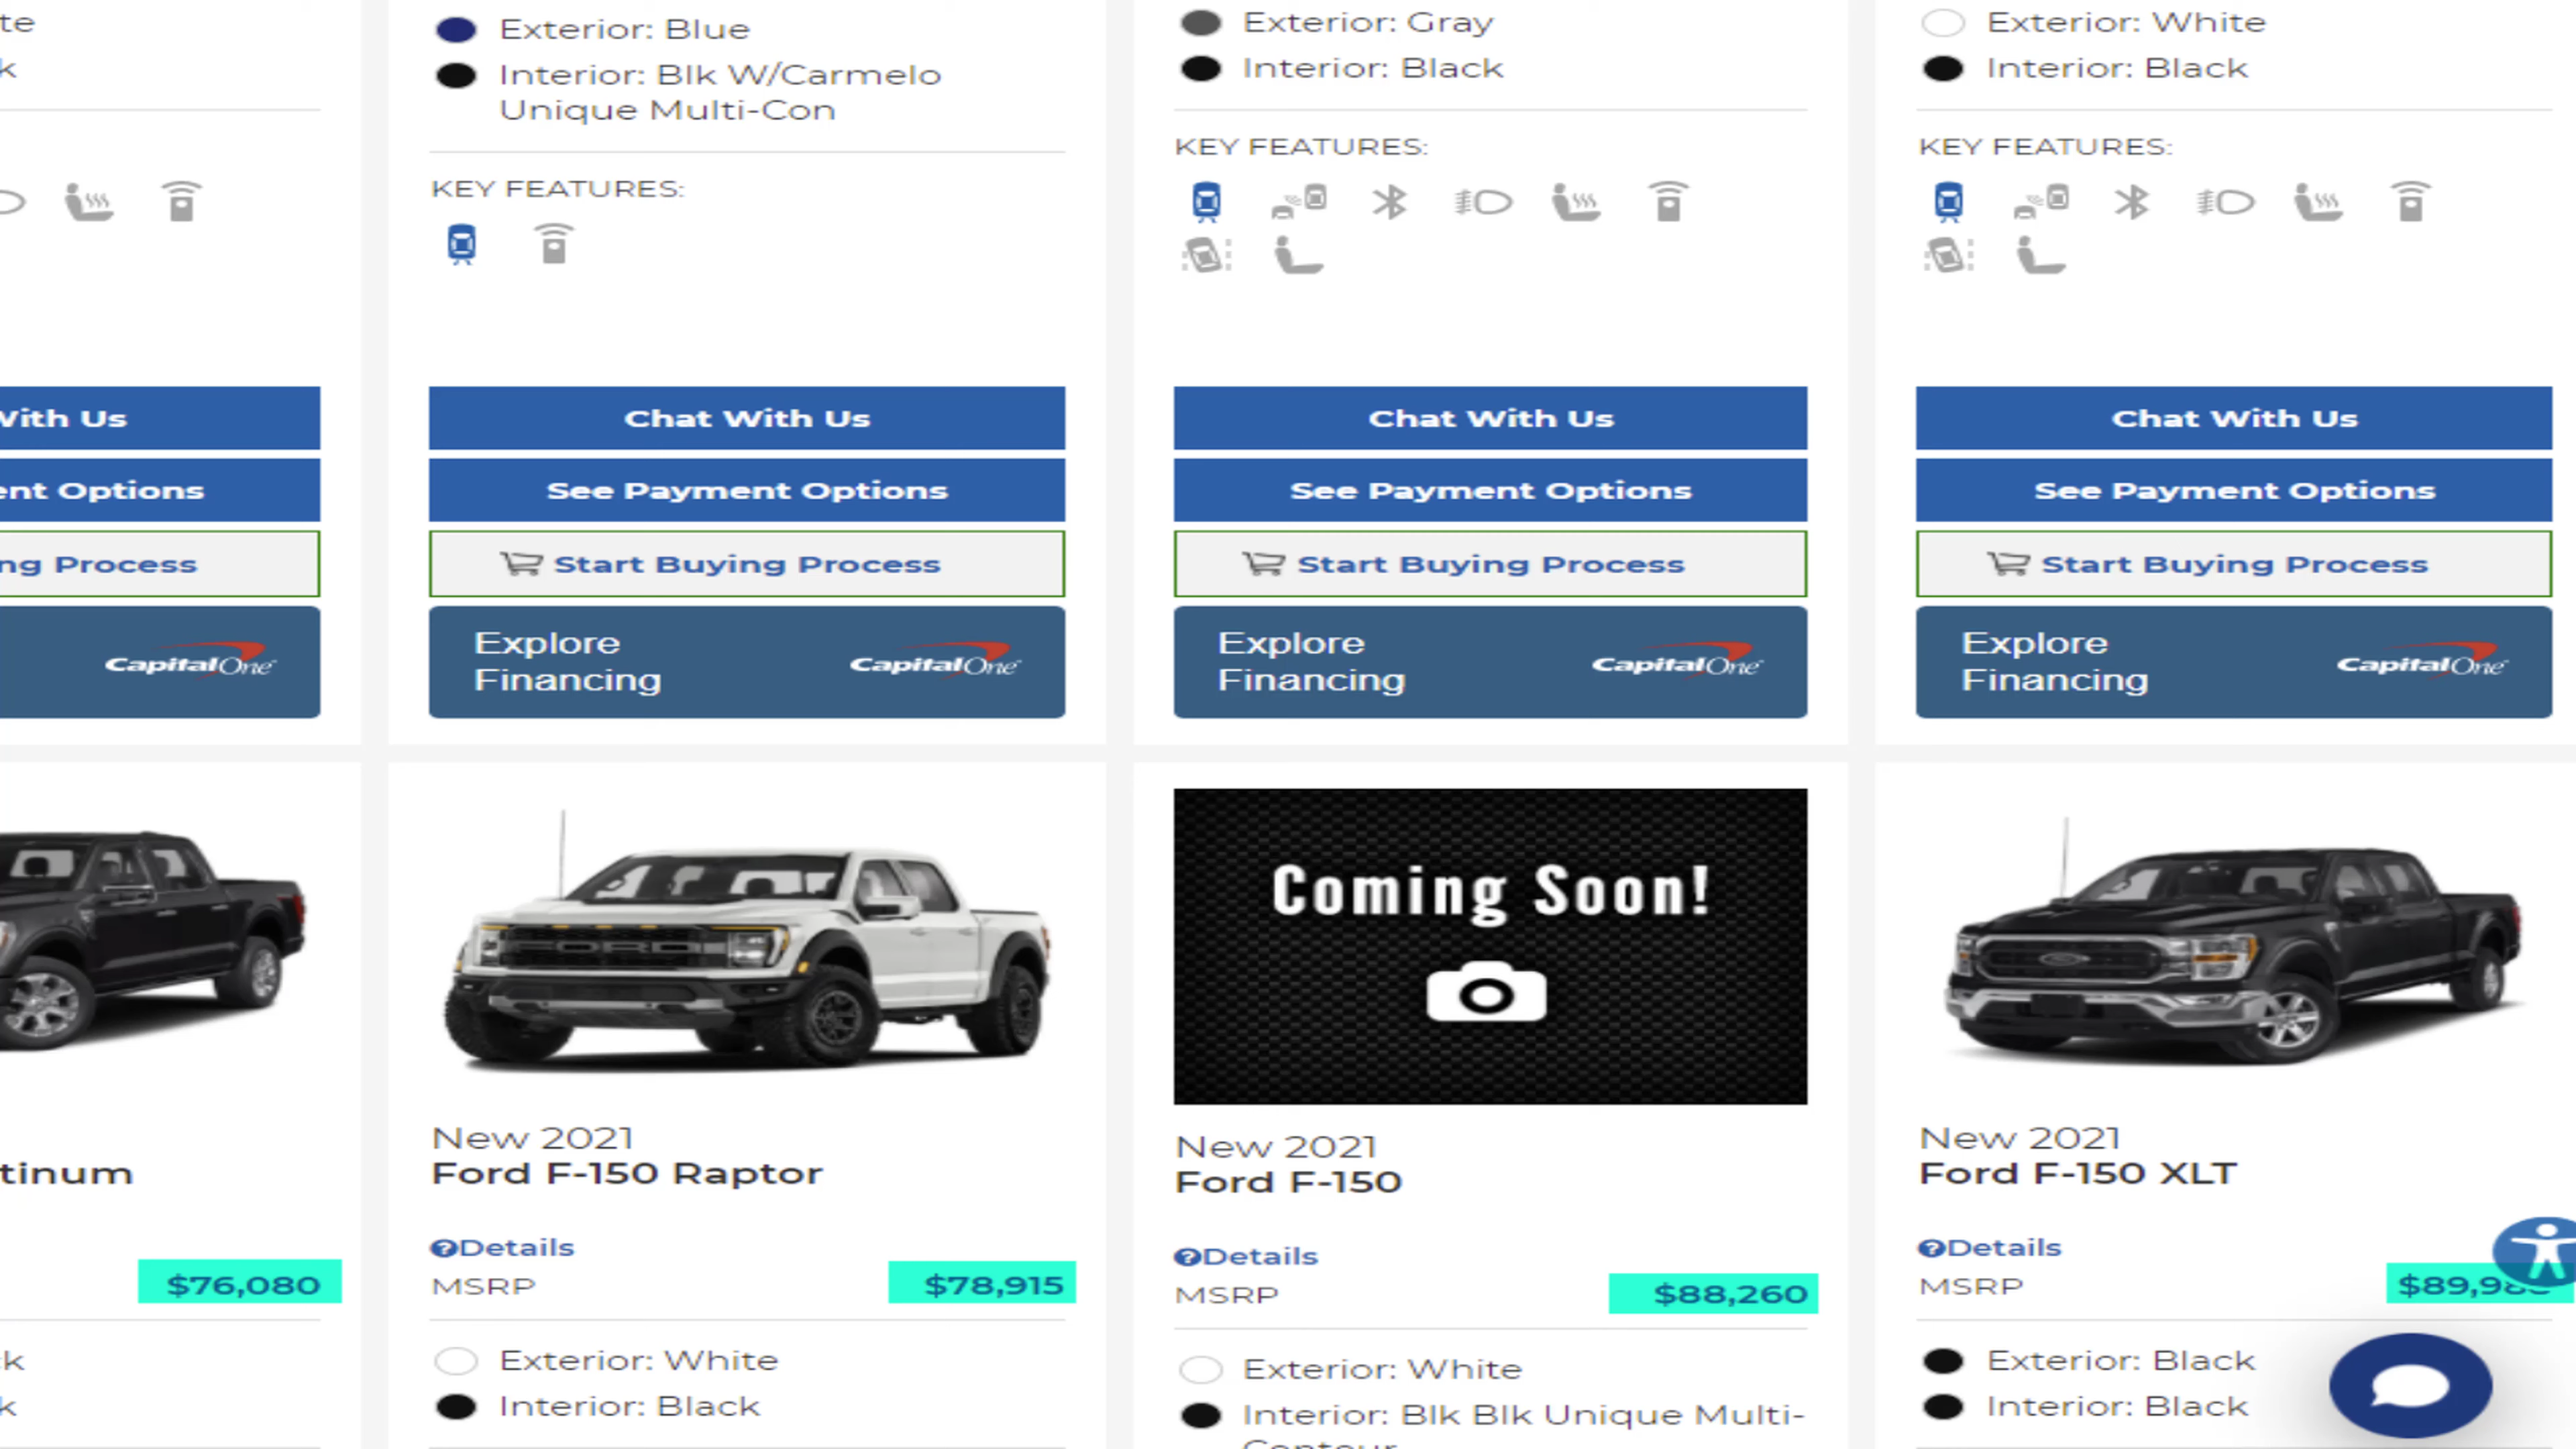 Exterior: Blue
Interior: Blk W/Carmelo
Unique Multi-Con
KEY FEATURES:
Chat With Us
See Payment Options
Start Buying Process
Explore
Financing
CapitalOne
Exterior: Gray
Interior: Black
KEY FEATURES:
Chat With Us
See Payment Options
Start Buying Process
Explore
Financing
CapitalOne
Exterior: White
Interior: Black
KEY FEATURES:
Chat With Us
See Payment Options
Start Buying Process
Explore
Financing
CapitalOne
With Us
Options
Process
CapitalOne
$76,080
New 2021
Ford F-150 Raptor
Details
MSRP $78,915
Exterior: White
Interior: Black
Coming Soon!
New 2021
Ford F-150
Details
MSRP $88,260
Exterior: White
Interior: Blk Blk Unique Multi-
New 2021
Ford F-150 XLT
Details
MSRP
Exterior: Black
Interior: Black